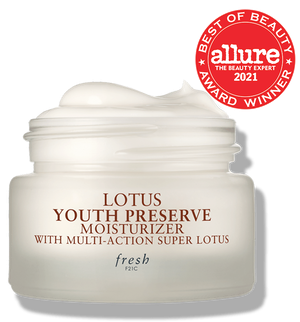 BEST OF BEAUTY
allure
THE BEAUTY EXPERT
2021
AWARD WINNER
LOTUS
YOUTH PRESERVE
MOISTURIZER
WITH MULTI-ACTION SUPER LOTUS
fresh
F21C